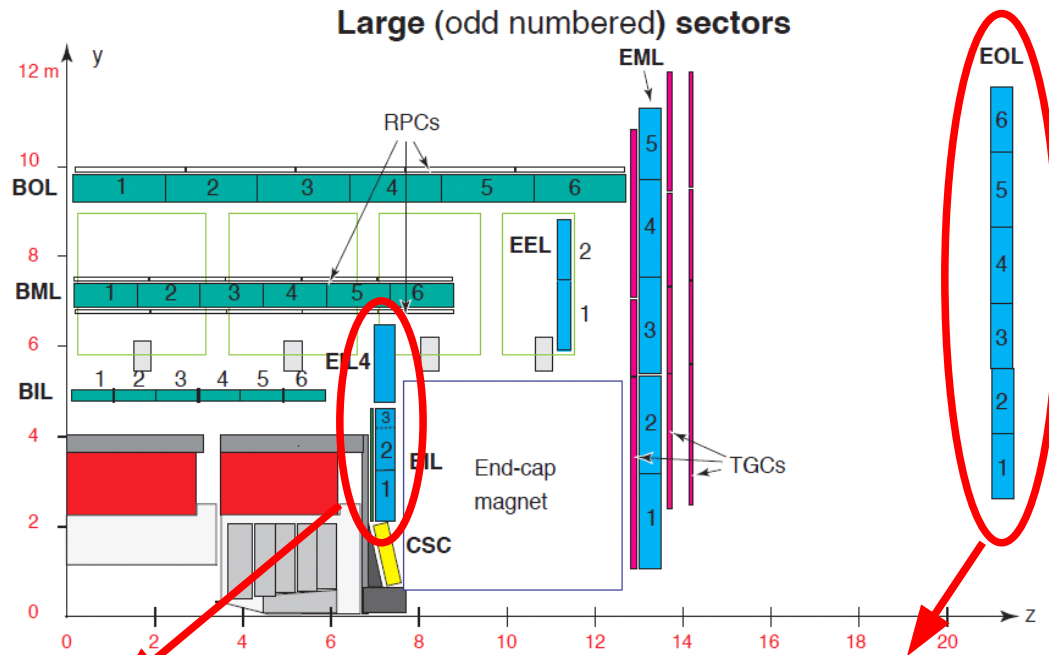 Large (odd numbered) sectors
y
EML
EOL
12 m
RPCs
5
6
10
BOL 1 2 3 4 5 6
5
4
8
EEL 2
4
BML 1 2 3 4 5 6
1
3
3
6
EIL4
1 2 3 4 5 6
BIL
2
3
2
4
2
EIL
End-cap
magnet
TGCs
1
1
2
1
CSC
0
z
0 2 4 6 8 10 12 14 16 18 20